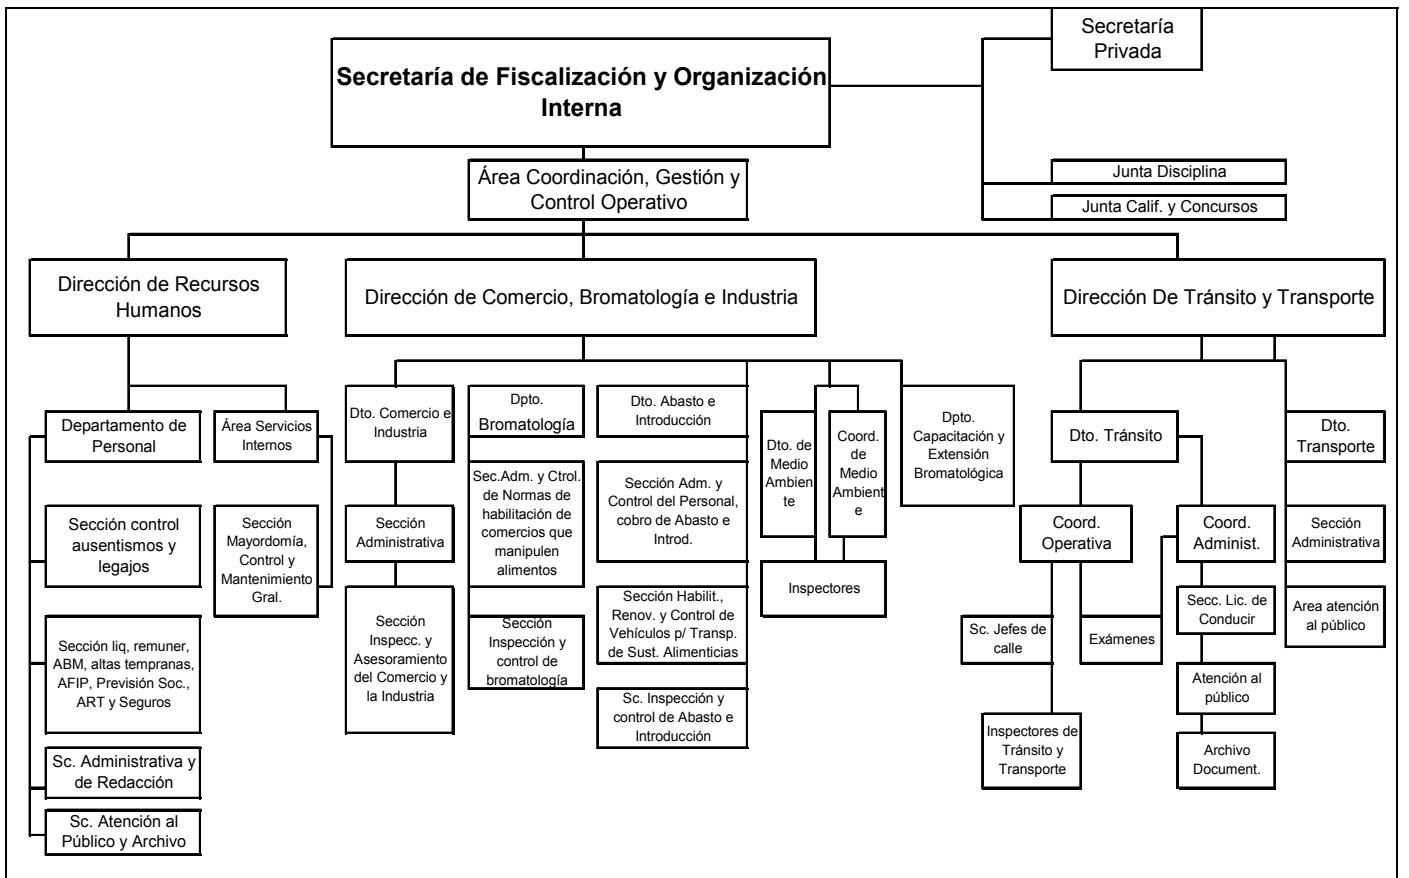 Secretaría
Privada
Secretaría de Fiscalización y Organización
Interna
Área Coordinación, Gestión y
Control Operativo
Junta Disciplina
Junta Calif. y Concursos
Dirección de Recursos
Humanos
Dirección de Comercio, Bromatología e Industria
Dirección De Tránsito y Transporte
Departamento de
Personal
Área Servicios
Internos
Dto. Comercio e
Industria
Dpto.
Bromatología
Dto. Abasto e
Introducción
Dto. de
Medio
Ambien
te
Coord.
de
Medio
Ambient
e
Dpto.
Capacitación y
Extensión
Bromatológica
Dto. Tránsito
Dto.
Transporte
Sección control
ausentismos y
legajos
Sección
Mayordomía,
Control y
Mantenimiento
Gral.
Sección
Administrativa
Sec.Adm. y Ctrol.
de Normas de
habilitación de
comercios que
manipulen
alimentos
Sección Adm. y
Control del Personal,
cobro de Abasto e
Introd.
Inspectores
Coord.
Operativa
Coord.
Administ.
Sección
Administrativa
Sección liq, remuner,
ABM, altas tempranas,
AFIP, Previsión Soc.,
ART y Seguros
Sección
Inspecc. y
Asesoramiento
del Comercio y
la Industria
Sección
Inspección y
control de
bromatología
Sección Habilit.,
Renov. y Control de
Vehículos p/ Transp.
de Sust. Alimenticias
Sc. Jefes de
calle
Exámenes
Secc. Lic. de
Conducir
Area atención
al público
Sc. Inspección y
control de Abasto e
Introducción
Atención al
público
Inspectores de
Tránsito y
Transporte
Archivo
Document.
Sc. Administrativa y
de Redacción
Sc. Atención al
Público y Archivo